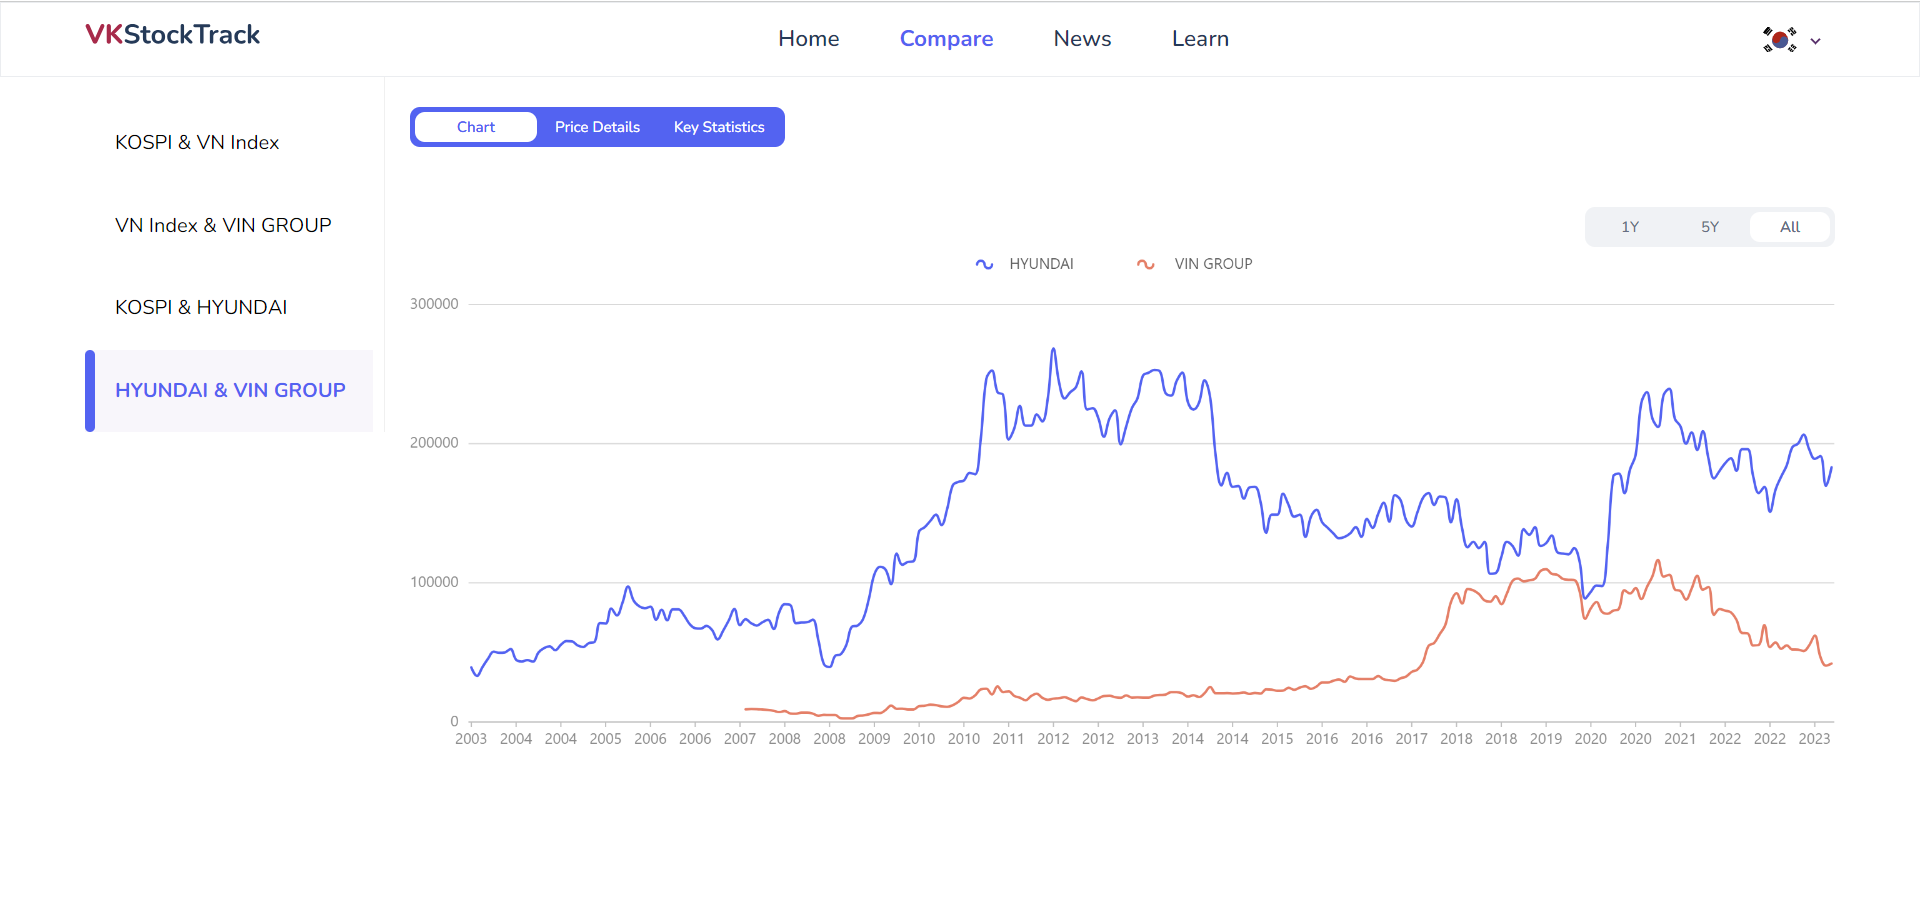 VKStockTrack
Home
Compare
News
Learn
KOSPI & VN Index
VN Index & VIN GROUP
KOSPI & HYUNDAI
HYUNDAI & VIN GROUP
Chart
Price Details
Key Statistics
1Y
5Y
All
HYUNDAI
VIN GROUP
300000
200000
100000
0
2003 2004 2004 2005 2006 2006 2007 2008 2008 2009 2010 2010 2011 2012 2012 2013 2014 2014 2015 2016 2016 2017 2018 2018 2019 2020 2020 2021 2022 2022 2023